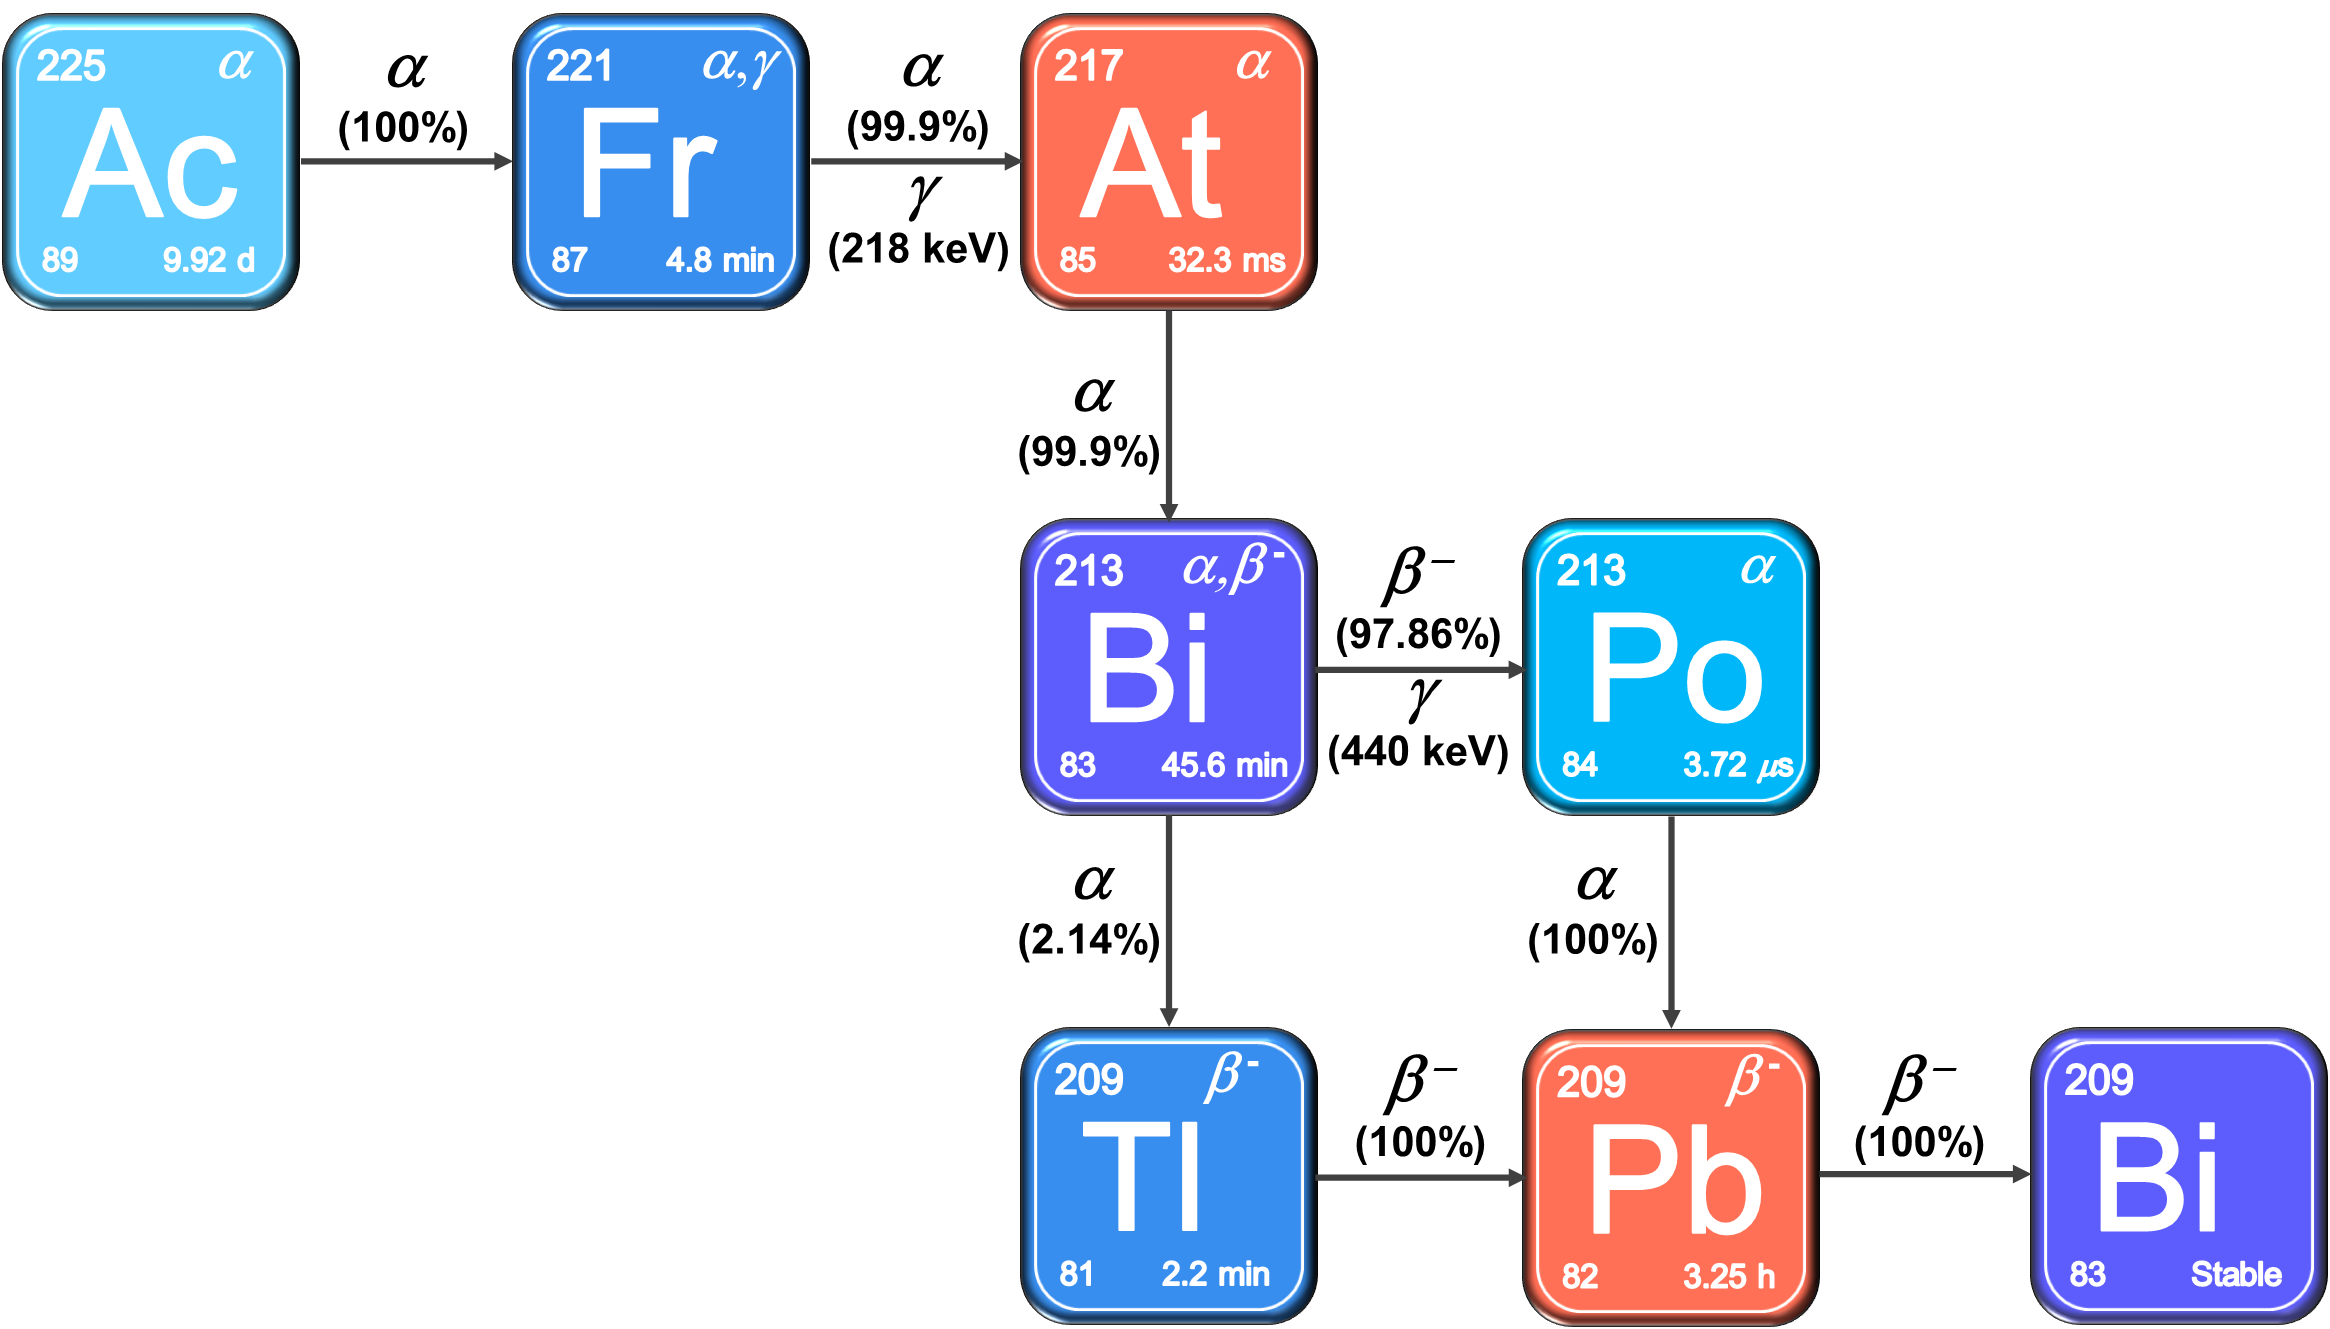 225 α
Ac
89 9.92 d
α
(100%)
221 α,γ
Fr
87 4.8 min
α
(99.9%)
γ
(218 keV)
217 α
At
85 32.3 ms
α
(99.9%)
213 α,β-
Bi
83 45.6 min
β−
(97.86%)
γ
(440 keV)
213 α
Po
84 3.72 μs
α
(2.14%)
α
(100%)
209 β-
Tl
81 2.2 min
β−
(100%)
209 β-
Pb
82 3.25 h
β−
(100%)
209
Bi
83 Stable